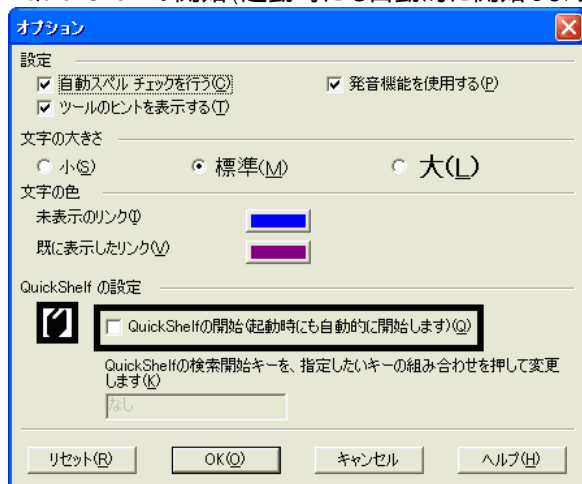 オプション
設定
自動スペル チェックを行う(C)
発音機能を使用する(P)
ツールのヒントを表示する(T)
文字の大きさ
小(S)
標準(M)
大(L)
文字の色
未表示のリンク(I)
既に表示したリンク(V)
QuickShelf の設定
QuickShelfの開始(起動時にも自動的に開始します)(Q)
QuickShelfの検索開始キーを、指定したいキーの組み合わせを押して変更
します(K)
なし
リセット(R)
OK(O)
キャンセル
ヘルプ(H)